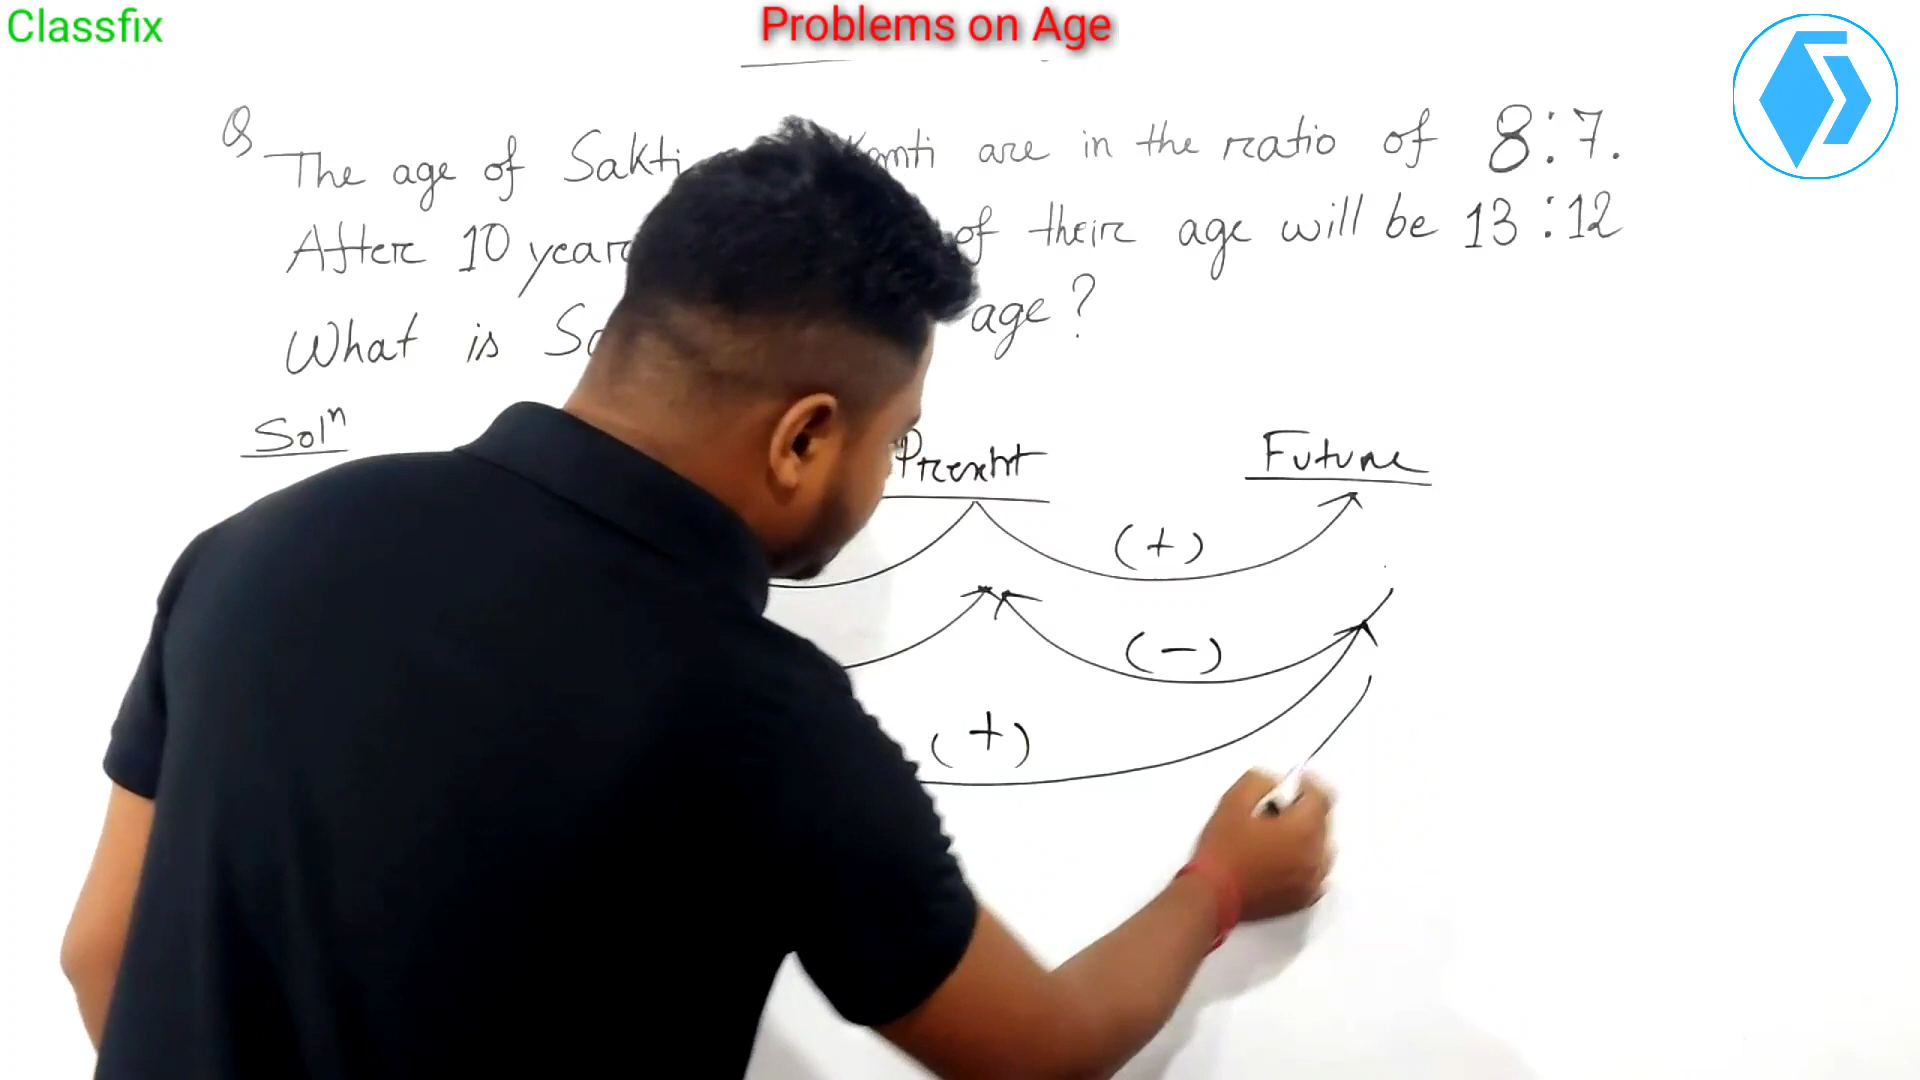 Classfix
Problems on Age
Q
The age of Sakti are in the ratio of 8:7.
After 10 year of their age will be 13:12
What is age?
Solⁿ
Present Future
(+)
(-)
(+)